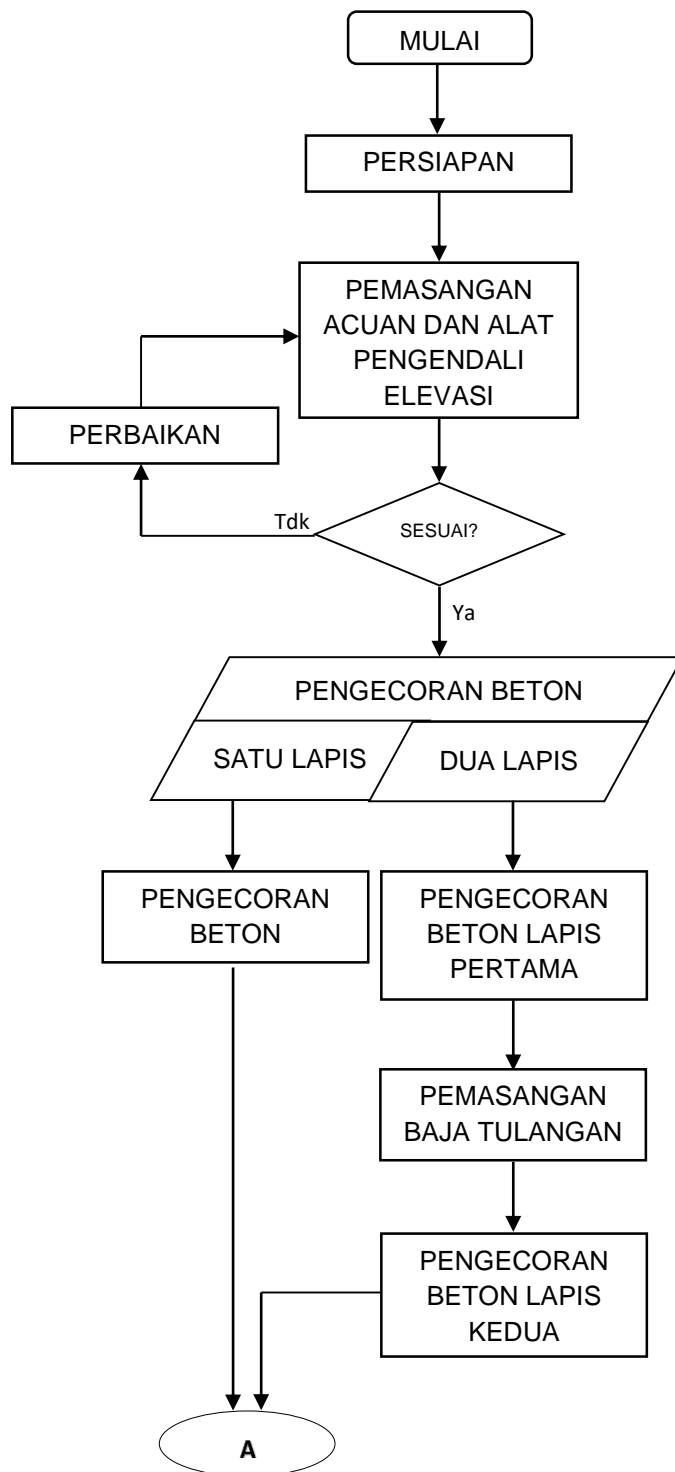 MULAI
PERSIAPAN
PEMASANGAN
ACUAN DAN ALAT
PENGENDALI
ELEVASI
PERBAIKAN
Tdk
SESUAI?
Ya
PENGECORAN BETON
SATU LAPIS
DUA LAPIS
PENGECORAN
BETON
PENGECORAN
BETON LAPIS
PERTAMA
PEMASANGAN
BAJA TULANGAN
PENGECORAN
BETON LAPIS
KEDUA
A